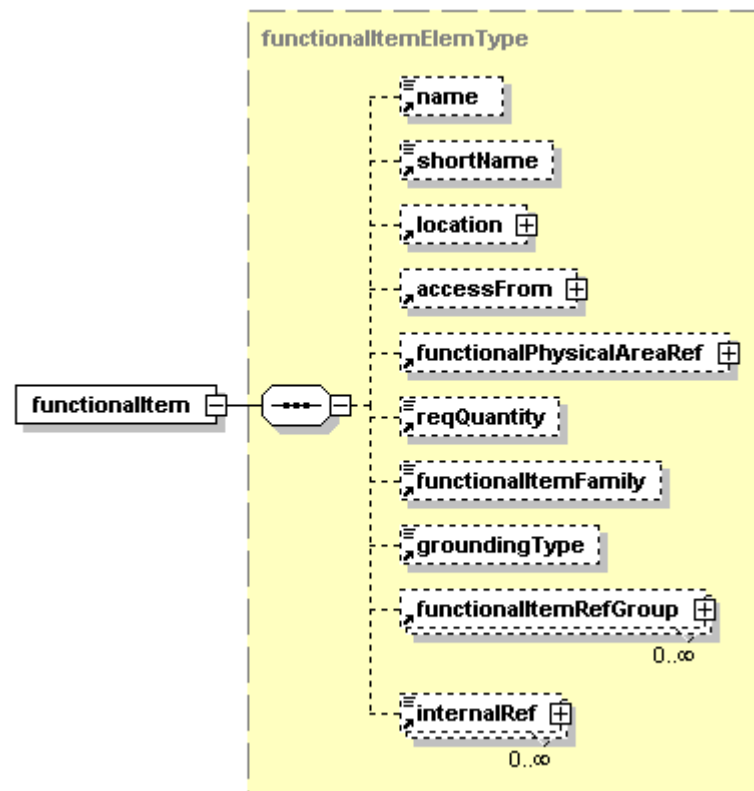 functionalItemElemType
name
shortName
location
accessFrom
functionalPhysicalAreaRef
functionalItem
reqQuantity
functionalItemFamily
groundingType
functionalItemRefGroup
0..∞
internalRef
0..∞